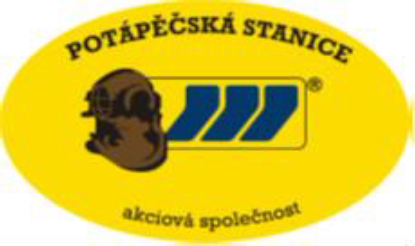 POTÁPĚČSKÁ STANICE
®
akciová společnost